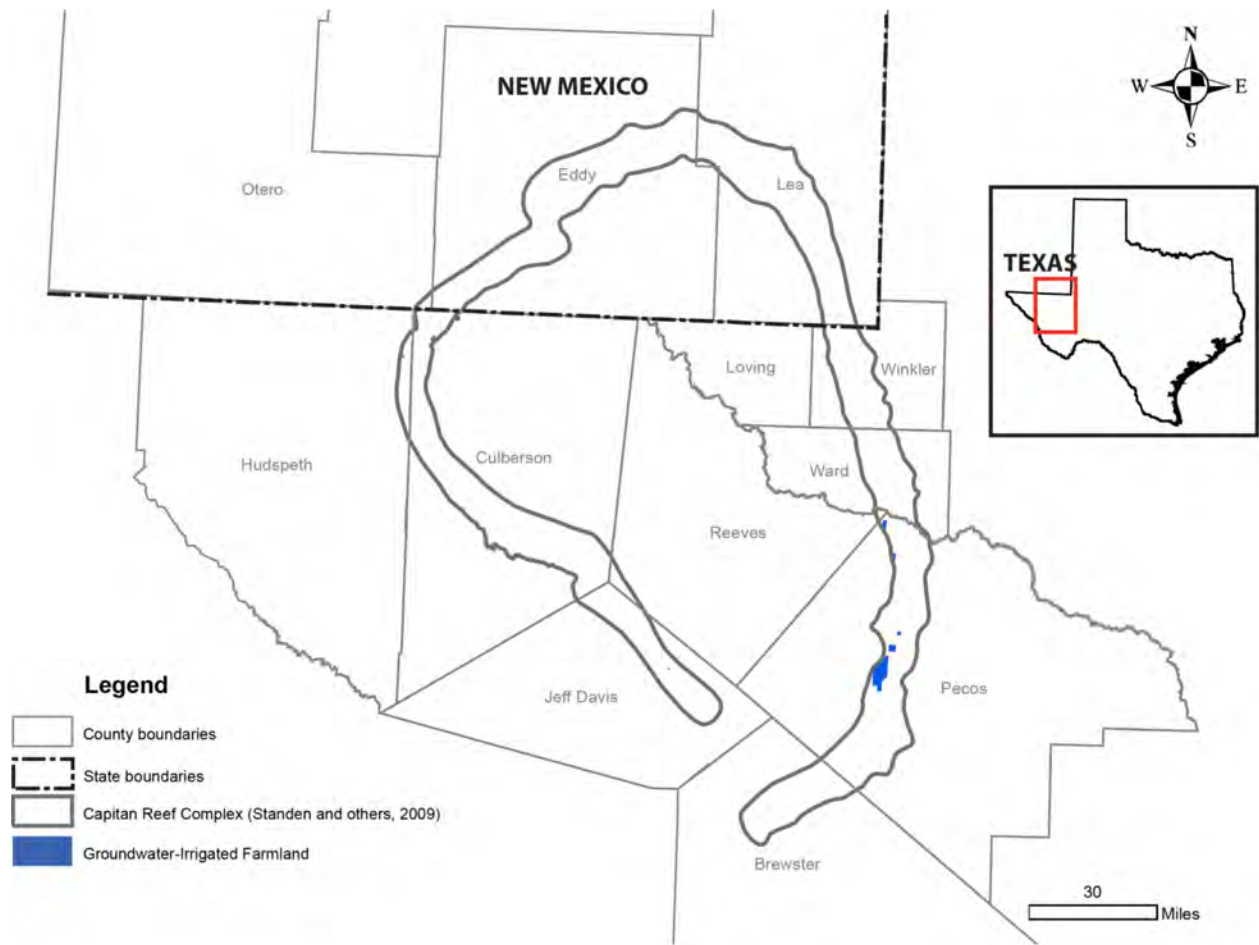 N
W E
S
NEW MEXICO
Otero
Eddy
Lea
TEXAS
Loving
Winkler
Hudspeth
Culberson
Ward
Reeves
Jeff Davis
Pecos
Brewster
Legend
County boundaries
State boundaries
Capitan Reef Complex (Standen and others, 2009)
Groundwater-Irrigated Farmland
30
Miles